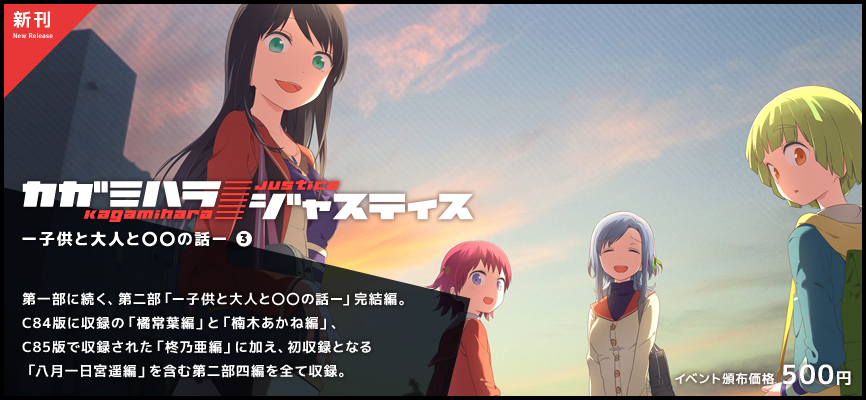 新刊
New Release
カガミハラ
justice
kagamihara
ジャスティス
ー子供と大人と〇〇の話ー ❸
第一部に続く、第二部「ー子供と大人と〇〇の話ー」完結編。
C84版に収録の「橘常葉編」と「楠木あかね編」、
C85版で収録された「柊乃亜編」に加え、初収録となる
「八月一日宮遥編」を含む第二部四編を全て収録。
イベント頒布価格 500円